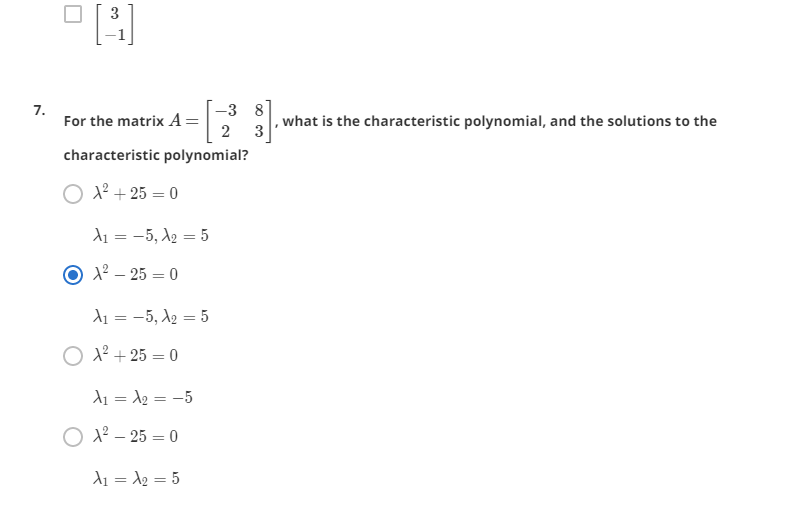 [ 3 ]
[ −1 ]
7. For the matrix A = [ −3 8 ; 2 3 ], what is the characteristic polynomial, and the solutions to the
characteristic polynomial?
λ² + 25 = 0
λ₁ = −5, λ₂ = 5
λ² − 25 = 0
λ₁ = −5, λ₂ = 5
λ² + 25 = 0
λ₁ = λ₂ = −5
λ² − 25 = 0
λ₁ = λ₂ = 5